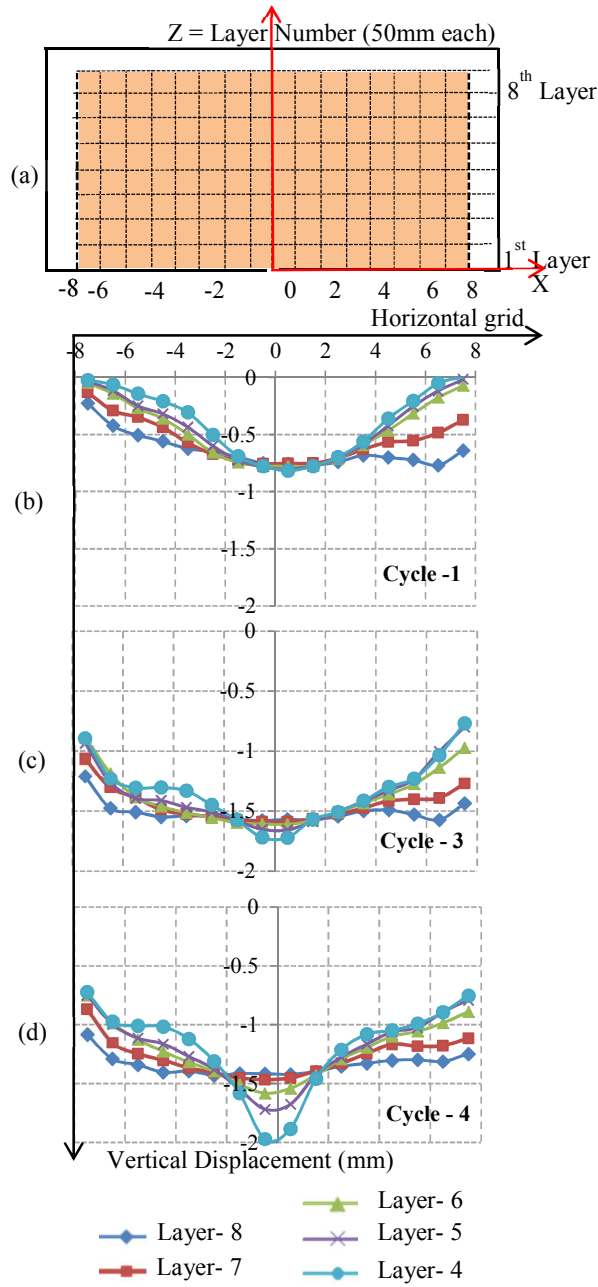 Z = Layer Number (50mm each)
8th Layer
(a)
1st Layer
-8 -6 -4 -2 0 2 4 6 8 X
Horizontal grid
-8 -6 -4 -2 0 2 4 6 8
0
-0.5
(b)
-1
-1.5
Cycle -1
-2
0
-0.5
(c)
-1
-1.5
Cycle - 3
-2
0
-0.5
(d)
-1
-1.5
Cycle - 4
-2
Vertical Displacement (mm)
Layer- 8
Layer- 7
Layer- 6
Layer- 5
Layer- 4